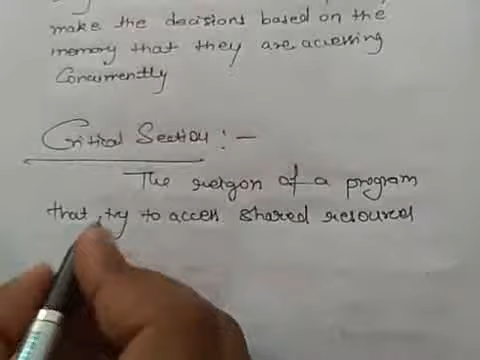 make the decisions based on the
memory that they are accessing
Concurrently
Critical Section :-
The reigon of a program
that try to access shared resources